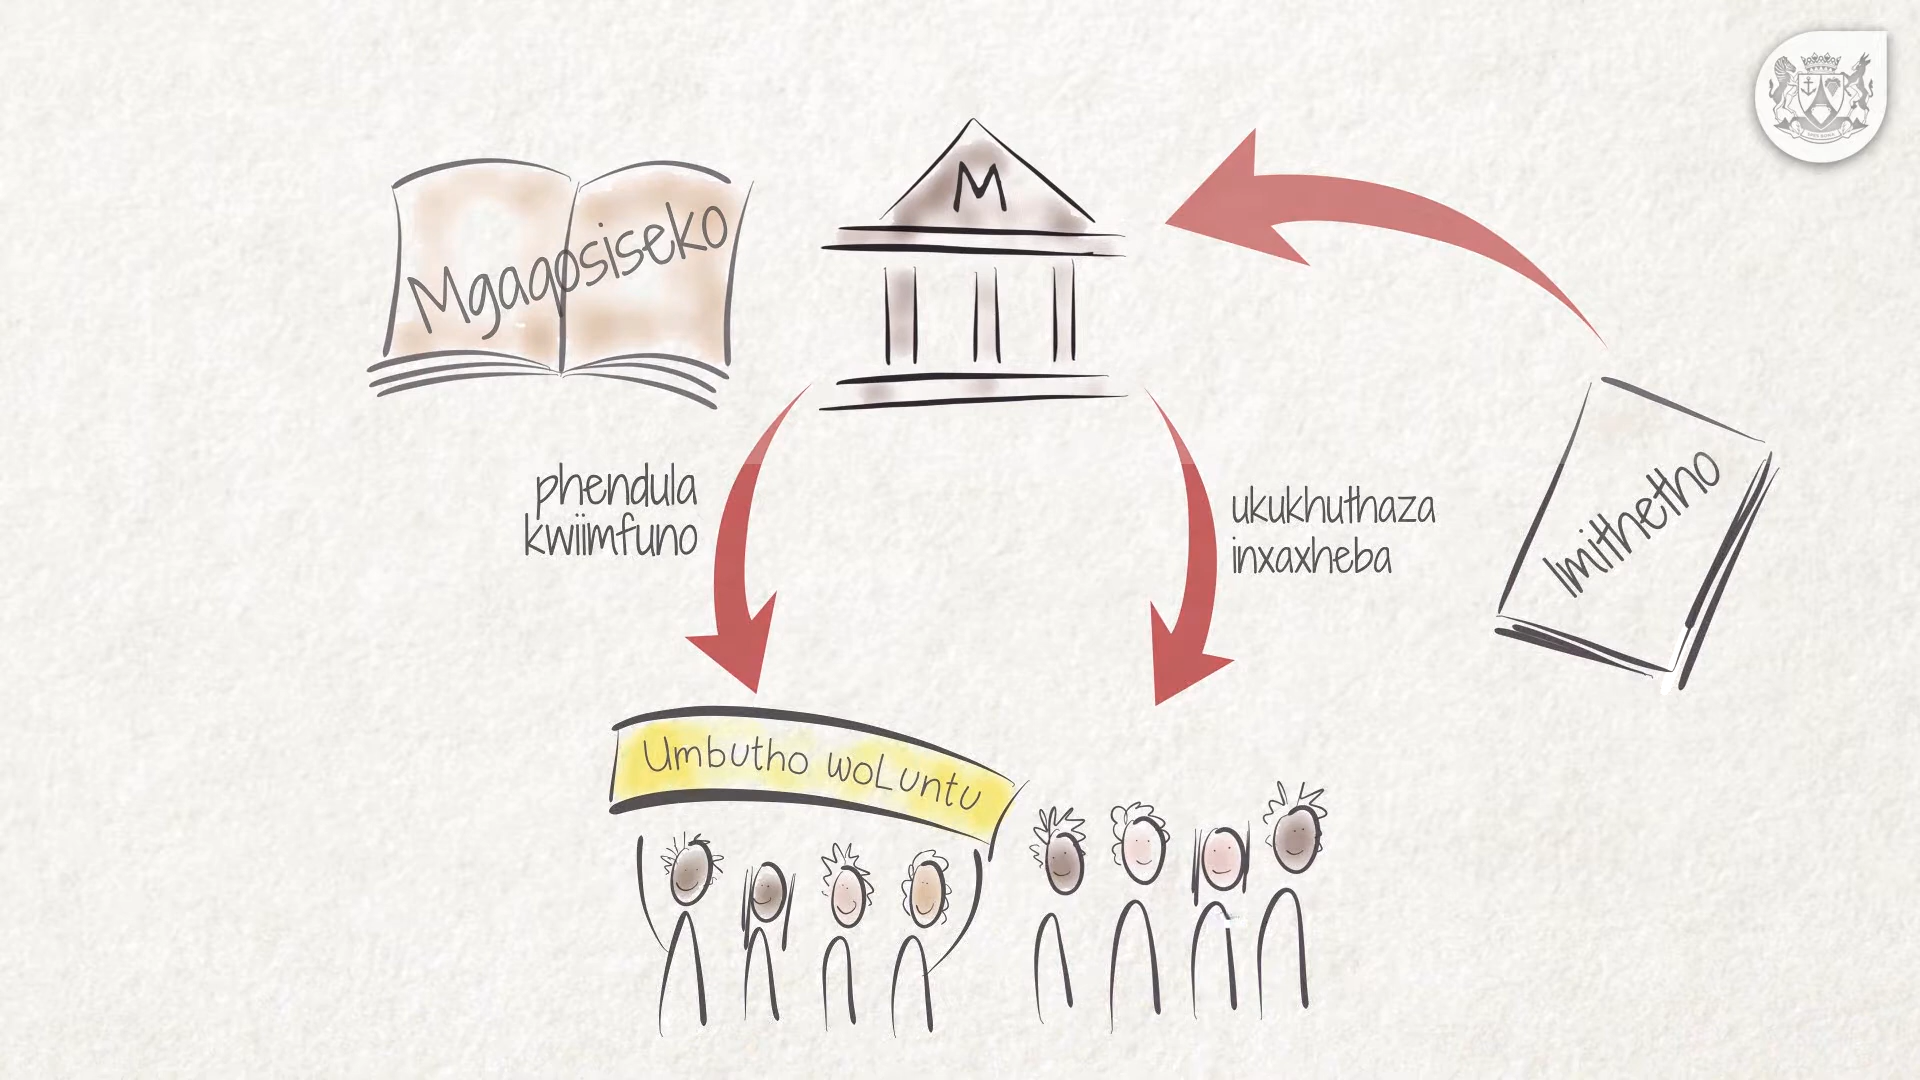 Mgaqosiseko
M
phendula
kwiimfuno
ukukhuthaza
inxaxheba
Imithetho
Umbutho woLuntu